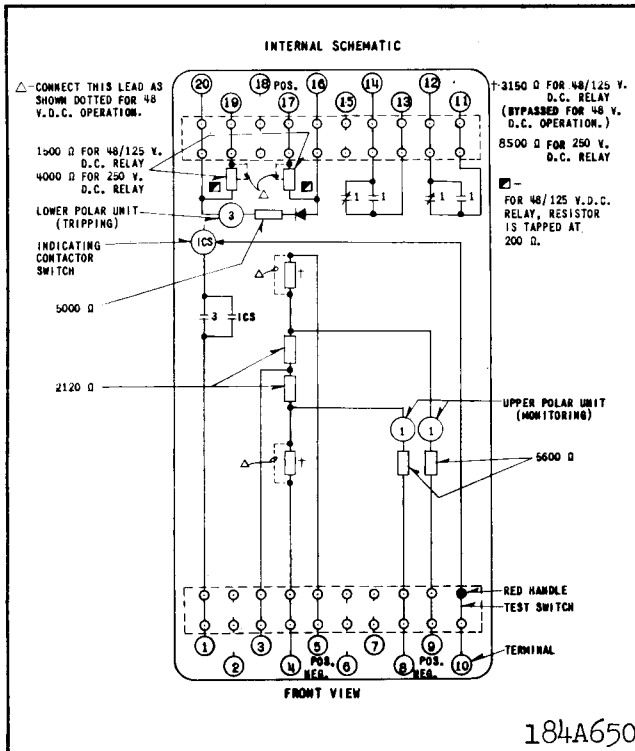 INTERNAL SCHEMATIC
20
18
POS.
16
14
12
19
17
15
13
11
△-CONNECT THIS LEAD AS
SHOWN DOTTED FOR 48
V.D.C. OPERATION.
†-3150 Ω FOR 48/125 V.
D.C. RELAY
(BYPASSED FOR 48 V.
D.C. OPERATION.)
8500 Ω FOR 250 V.
D.C. RELAY
1500 Ω FOR 48/125 V.
D.C. RELAY
4000 Ω FOR 250 V.
D.C. RELAY
△
1 1
1 1
FOR 48/125 V.D.C.
RELAY, RESISTOR
IS TAPPED AT
200 Ω.
LOWER POLAR UNIT
(TRIPPING)
3
INDICATING
CONTACTOR
SWITCH
ICS
5000 Ω
△ †
3 ICS
2120 Ω
UPPER POLAR UNIT
(MONITORING)
1 1
△ †
5600 Ω
RED HANDLE
TEST SWITCH
1
3
5
7
9
TERMINAL
2
4
POS.
NEG.
6
8
POS.
NEG.
10
FRONT VIEW
184A650